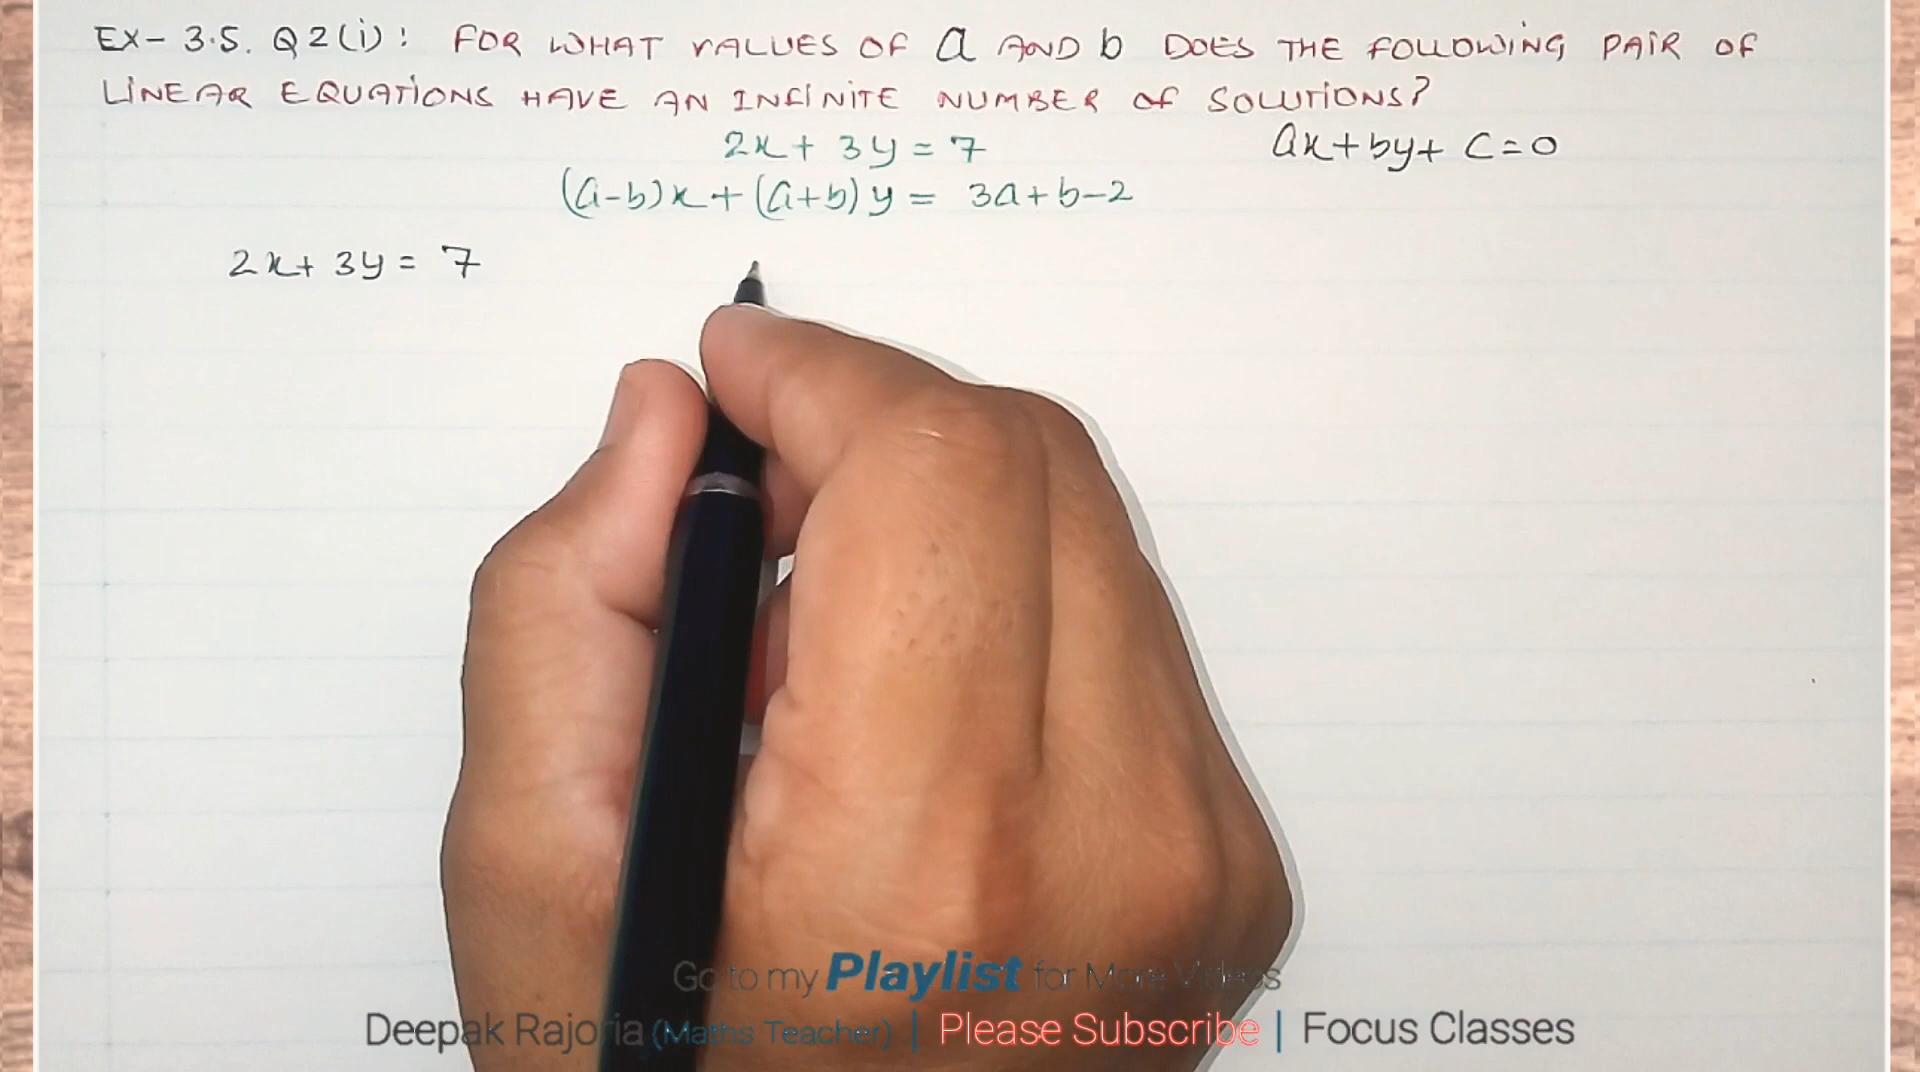 EX- 3.5. Q2(i): FOR WHAT VALUES OF a AND b DOES THE FOLLOWING PAIR OF
LINEAR EQUATIONS HAVE AN INFINITE NUMBER OF SOLUTIONS?
2x + 3y = 7
ax + by + c = 0
(a-b)x + (a+b)y = 3a+b-2
2x + 3y = 7
Go to my Playlist for More Videos
Deepak Rajoria (Maths Teacher) | Please Subscribe | Focus Classes